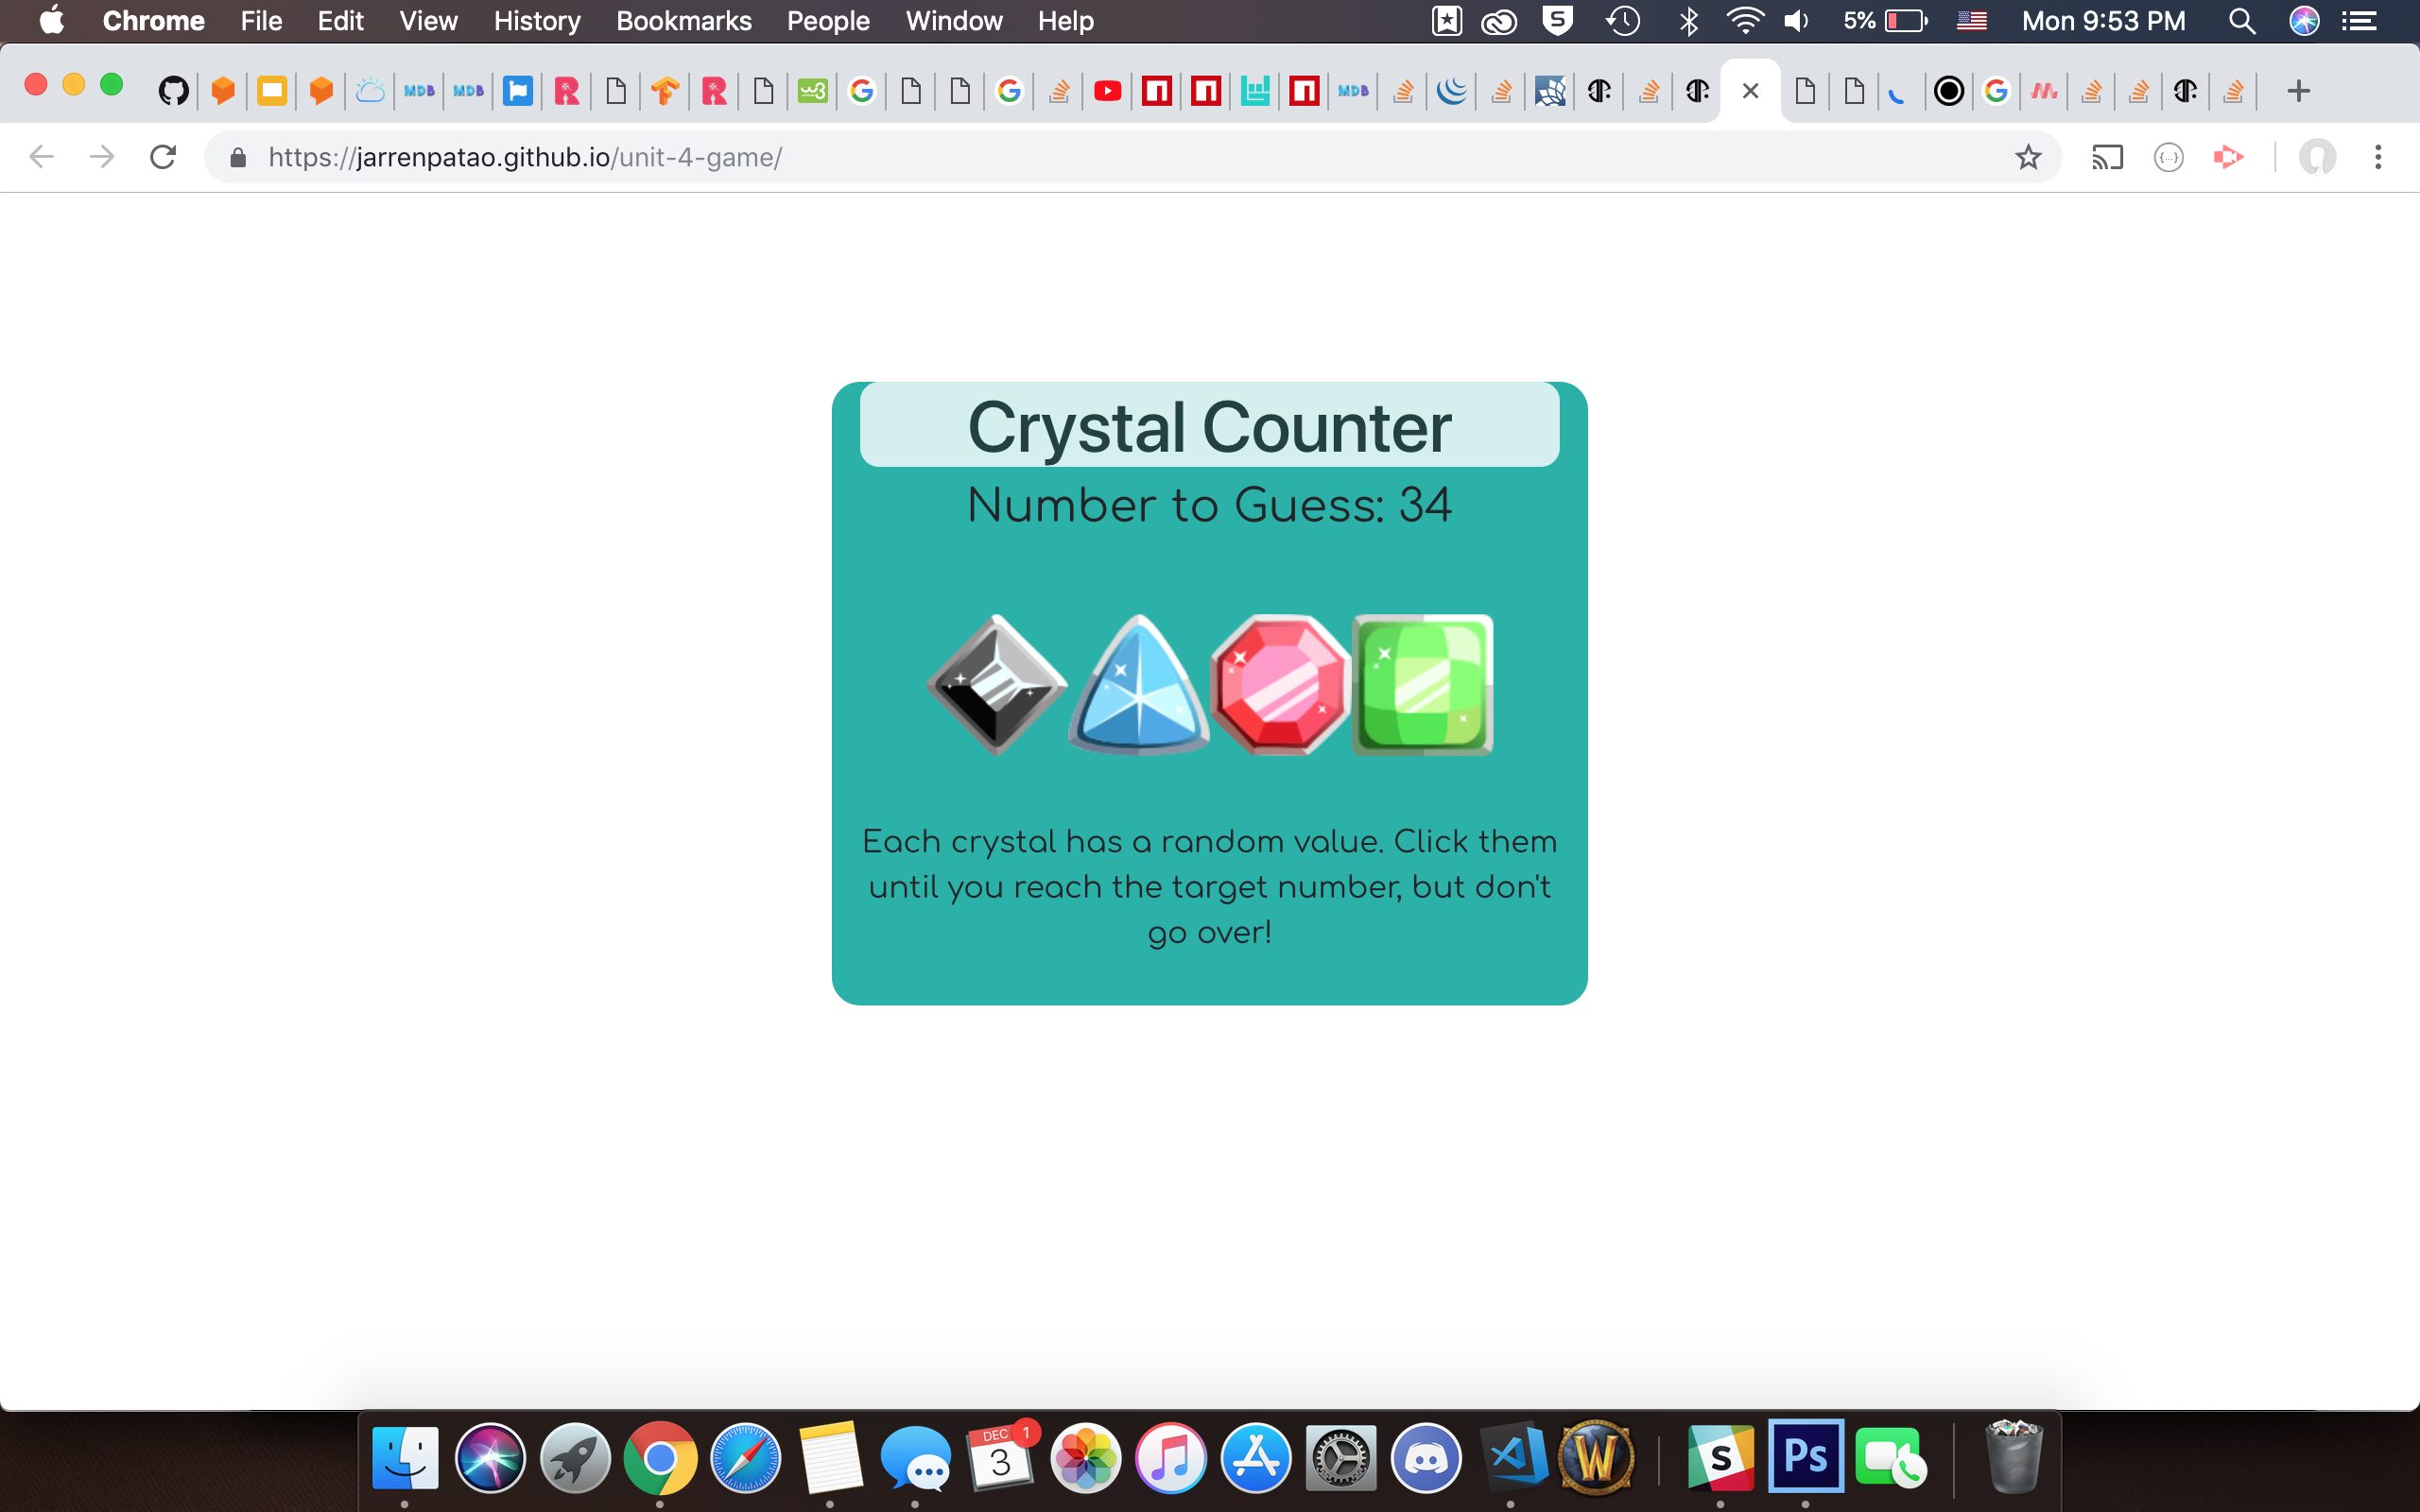 Chrome File Edit View History Bookmarks People Window Help 5% Mon 9:53 PM
MDB MDB w3 MDB
https://jarrenpatao.github.io/unit-4-game/
Crystal Counter
Number to Guess: 34
Each crystal has a random value. Click them
until you reach the target number, but don't
go over!
DEC 1
3
Ps